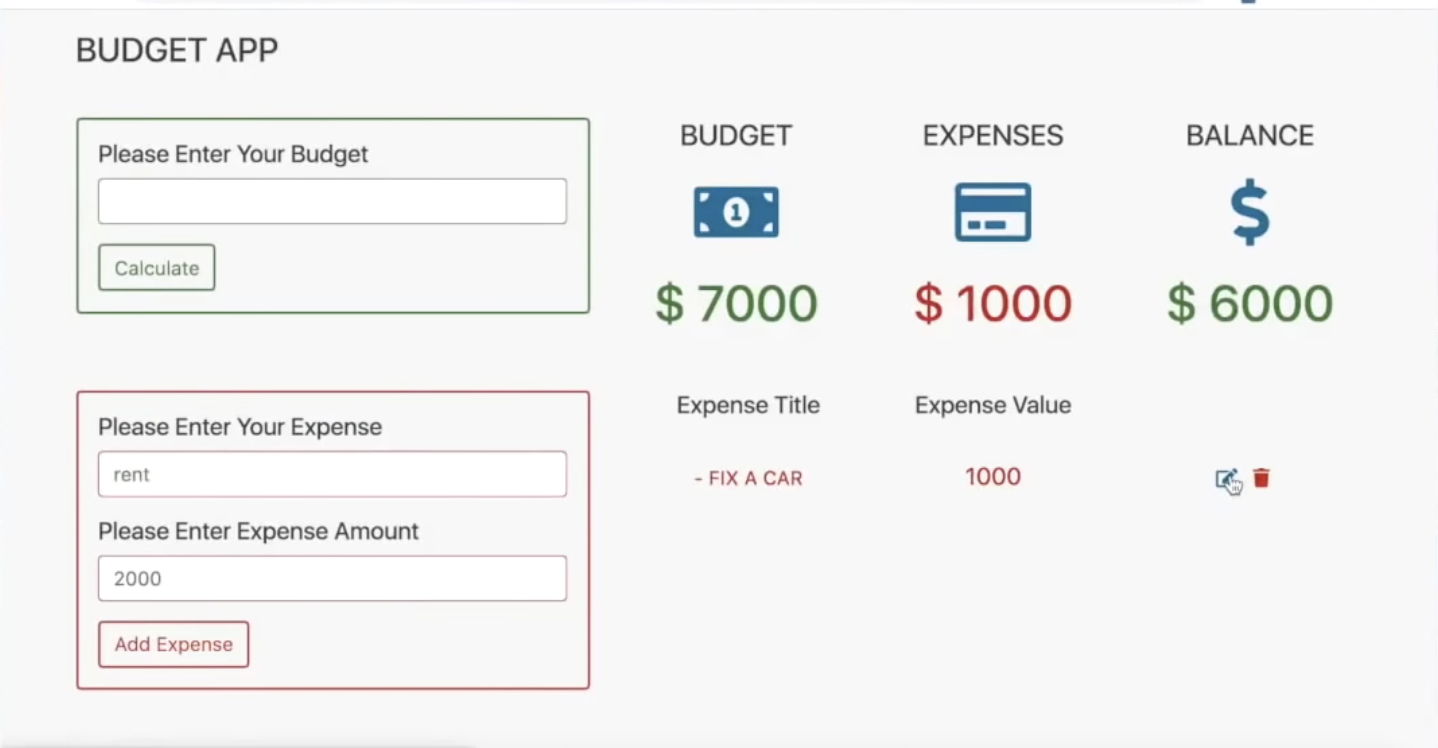 BUDGET APP
Please Enter Your Budget
Calculate
BUDGET
EXPENSES
BALANCE
1
$
$ 7000
$ 1000
$ 6000
Please Enter Your Expense
rent
Please Enter Expense Amount
2000
Add Expense
Expense Title
Expense Value
- FIX A CAR
1000